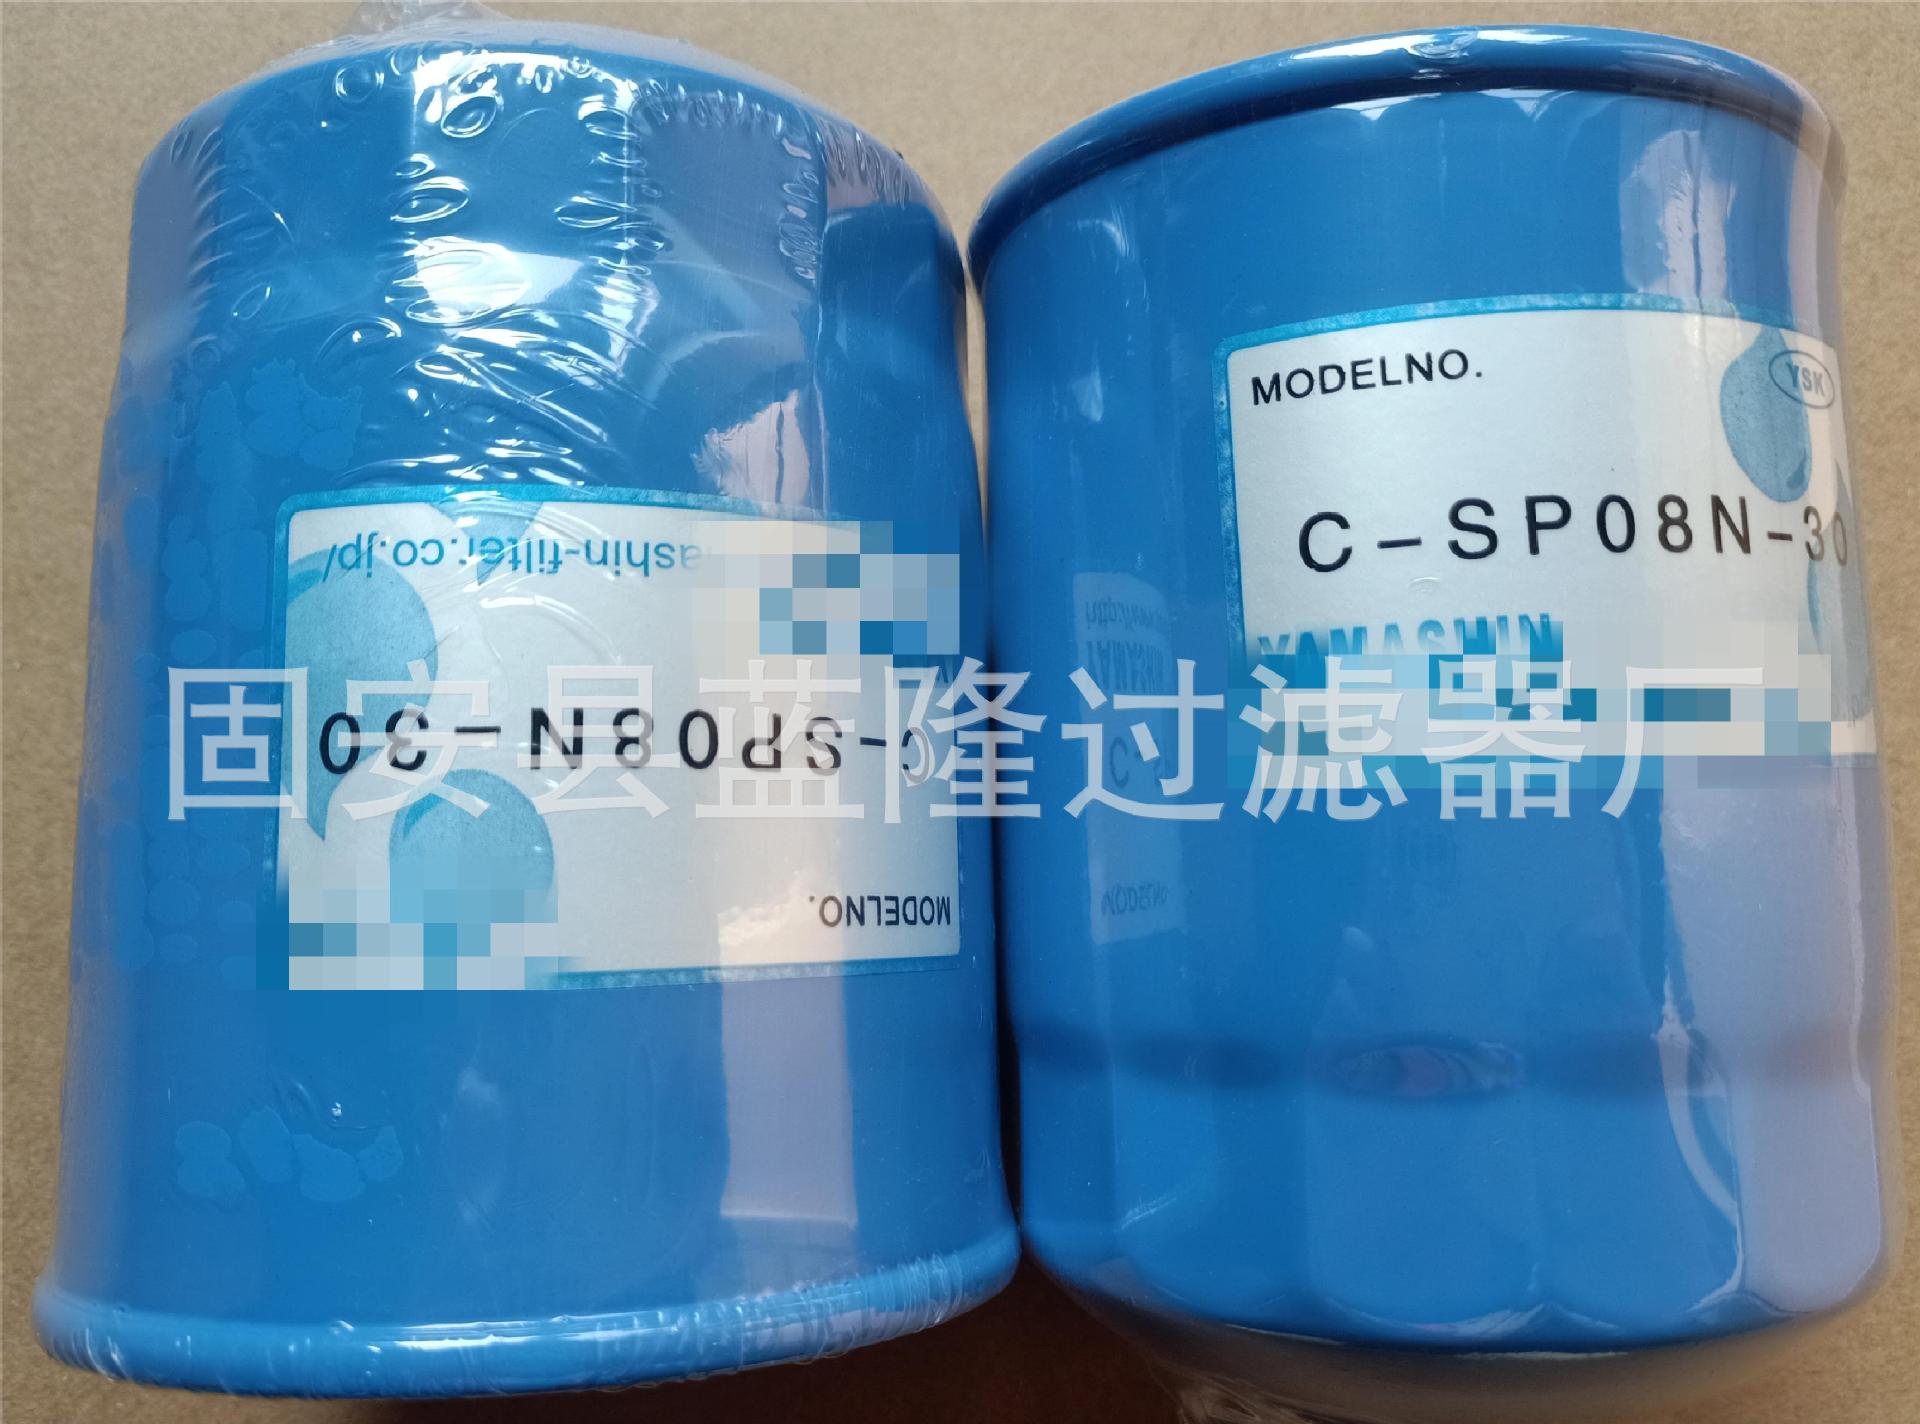 ashin-filter.co.jp/
C-SP08N-30
MODELNO.
MODELNO.
YSK
C-SP08N-30
YAMASHIN
固安县蓝隆过滤器厂